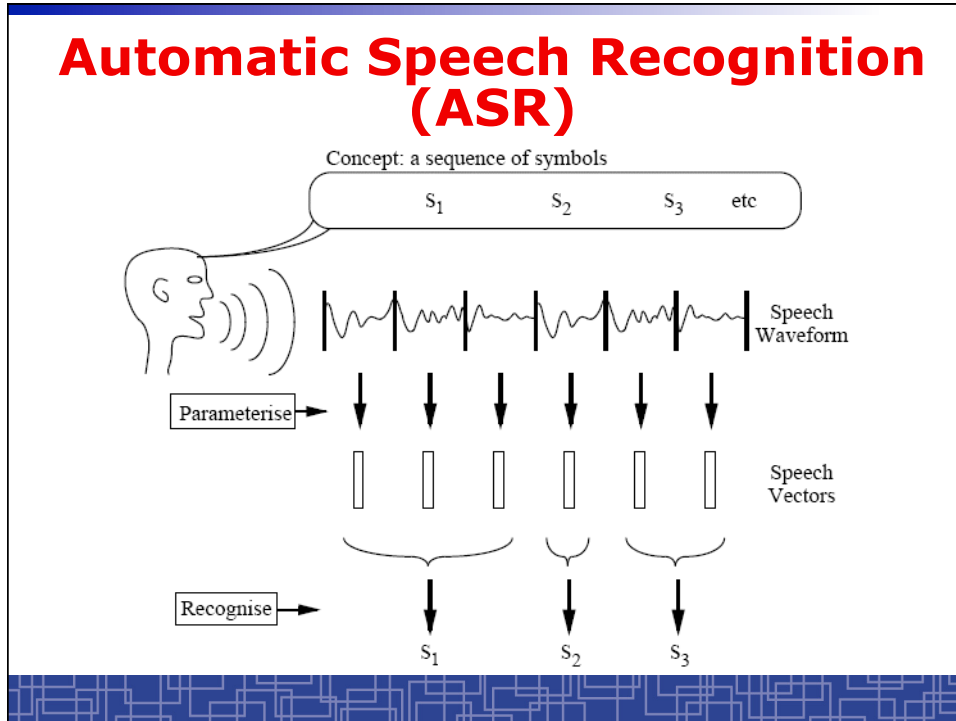 Automatic Speech Recognition
(ASR)
Concept: a sequence of symbols
S1 S2 S3 etc
Speech
Waveform
Parameterise
Speech
Vectors
Recognise
S1 S2 S3